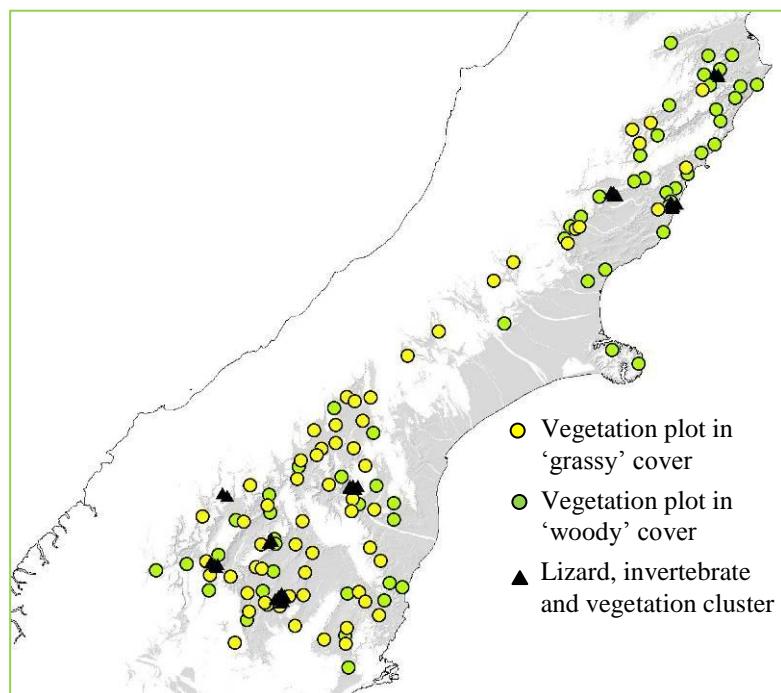 Vegetation plot in
‘grassy’ cover
Vegetation plot in
‘woody’ cover
Lizard, invertebrate
and vegetation cluster